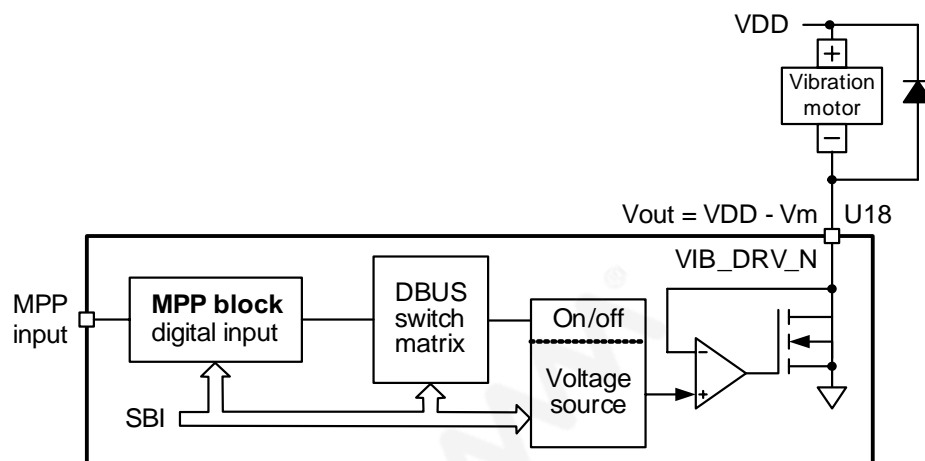 VDD
+
Vibration
motor
−
Vout = VDD - Vm
U18
VIB_DRV_N
MPP
input
MPP block
digital input
DBUS
switch
matrix
On/off
Voltage
source
-
+
SBI